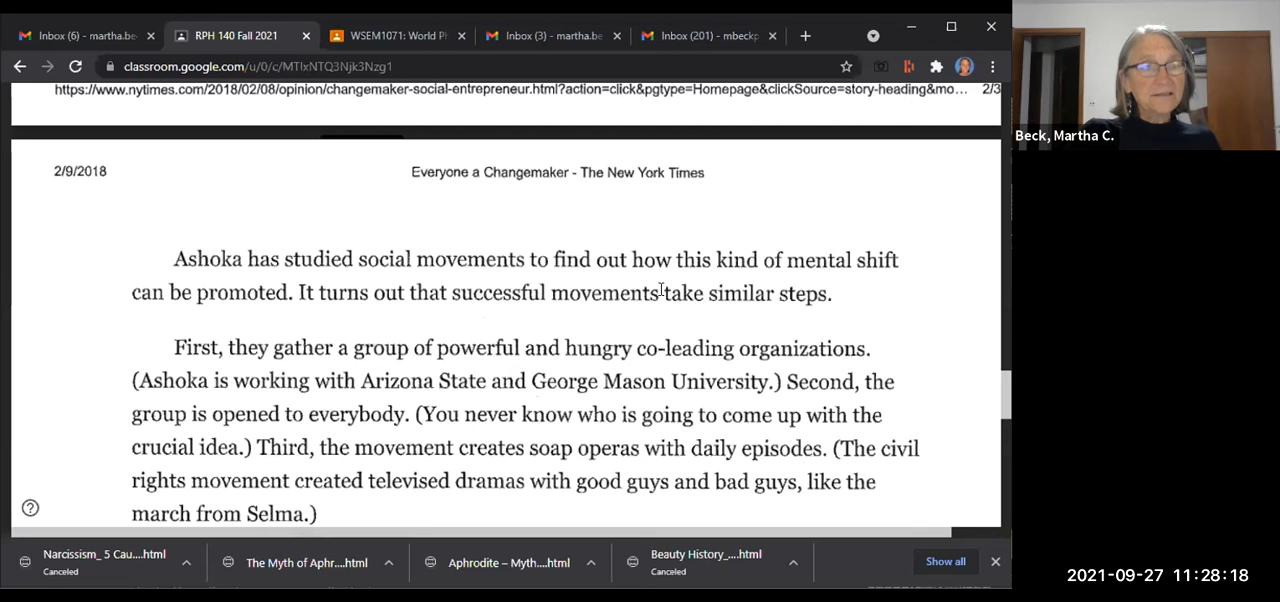 Inbox (6) - martha.be
RPH 140 Fall 2021
WSEM1071: World Ph
Inbox (3) - martha.be
Inbox (201) - mbeckp
classroom.google.com/u/0/c/MTIxNTQ3Njk3Nzg1
https://www.nytimes.com/2018/02/08/opinion/changemaker-social-entrepreneur.html?action=click&pgtype=Homepage&clickSource=story-heading&mo... 2/3
Beck, Martha C.
2/9/2018 Everyone a Changemaker - The New York Times
Ashoka has studied social movements to find out how this kind of mental shift
can be promoted. It turns out that successful movements take similar steps.
First, they gather a group of powerful and hungry co-leading organizations.
(Ashoka is working with Arizona State and George Mason University.) Second, the
group is opened to everybody. (You never know who is going to come up with the
crucial idea.) Third, the movement creates soap operas with daily episodes. (The civil
rights movement created televised dramas with good guys and bad guys, like the
march from Selma.)
Narcissism_ 5 Cau....html
Canceled
The Myth of Aphr....html
Aphrodite – Myth....html
Beauty History_....html
Canceled
Show all
2021-09-27 11:28:18